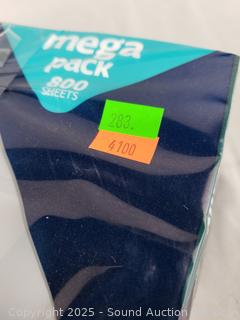 mega
pack
800
SHEETS
283.
4100
Copyright © 2025 - Sound Auction